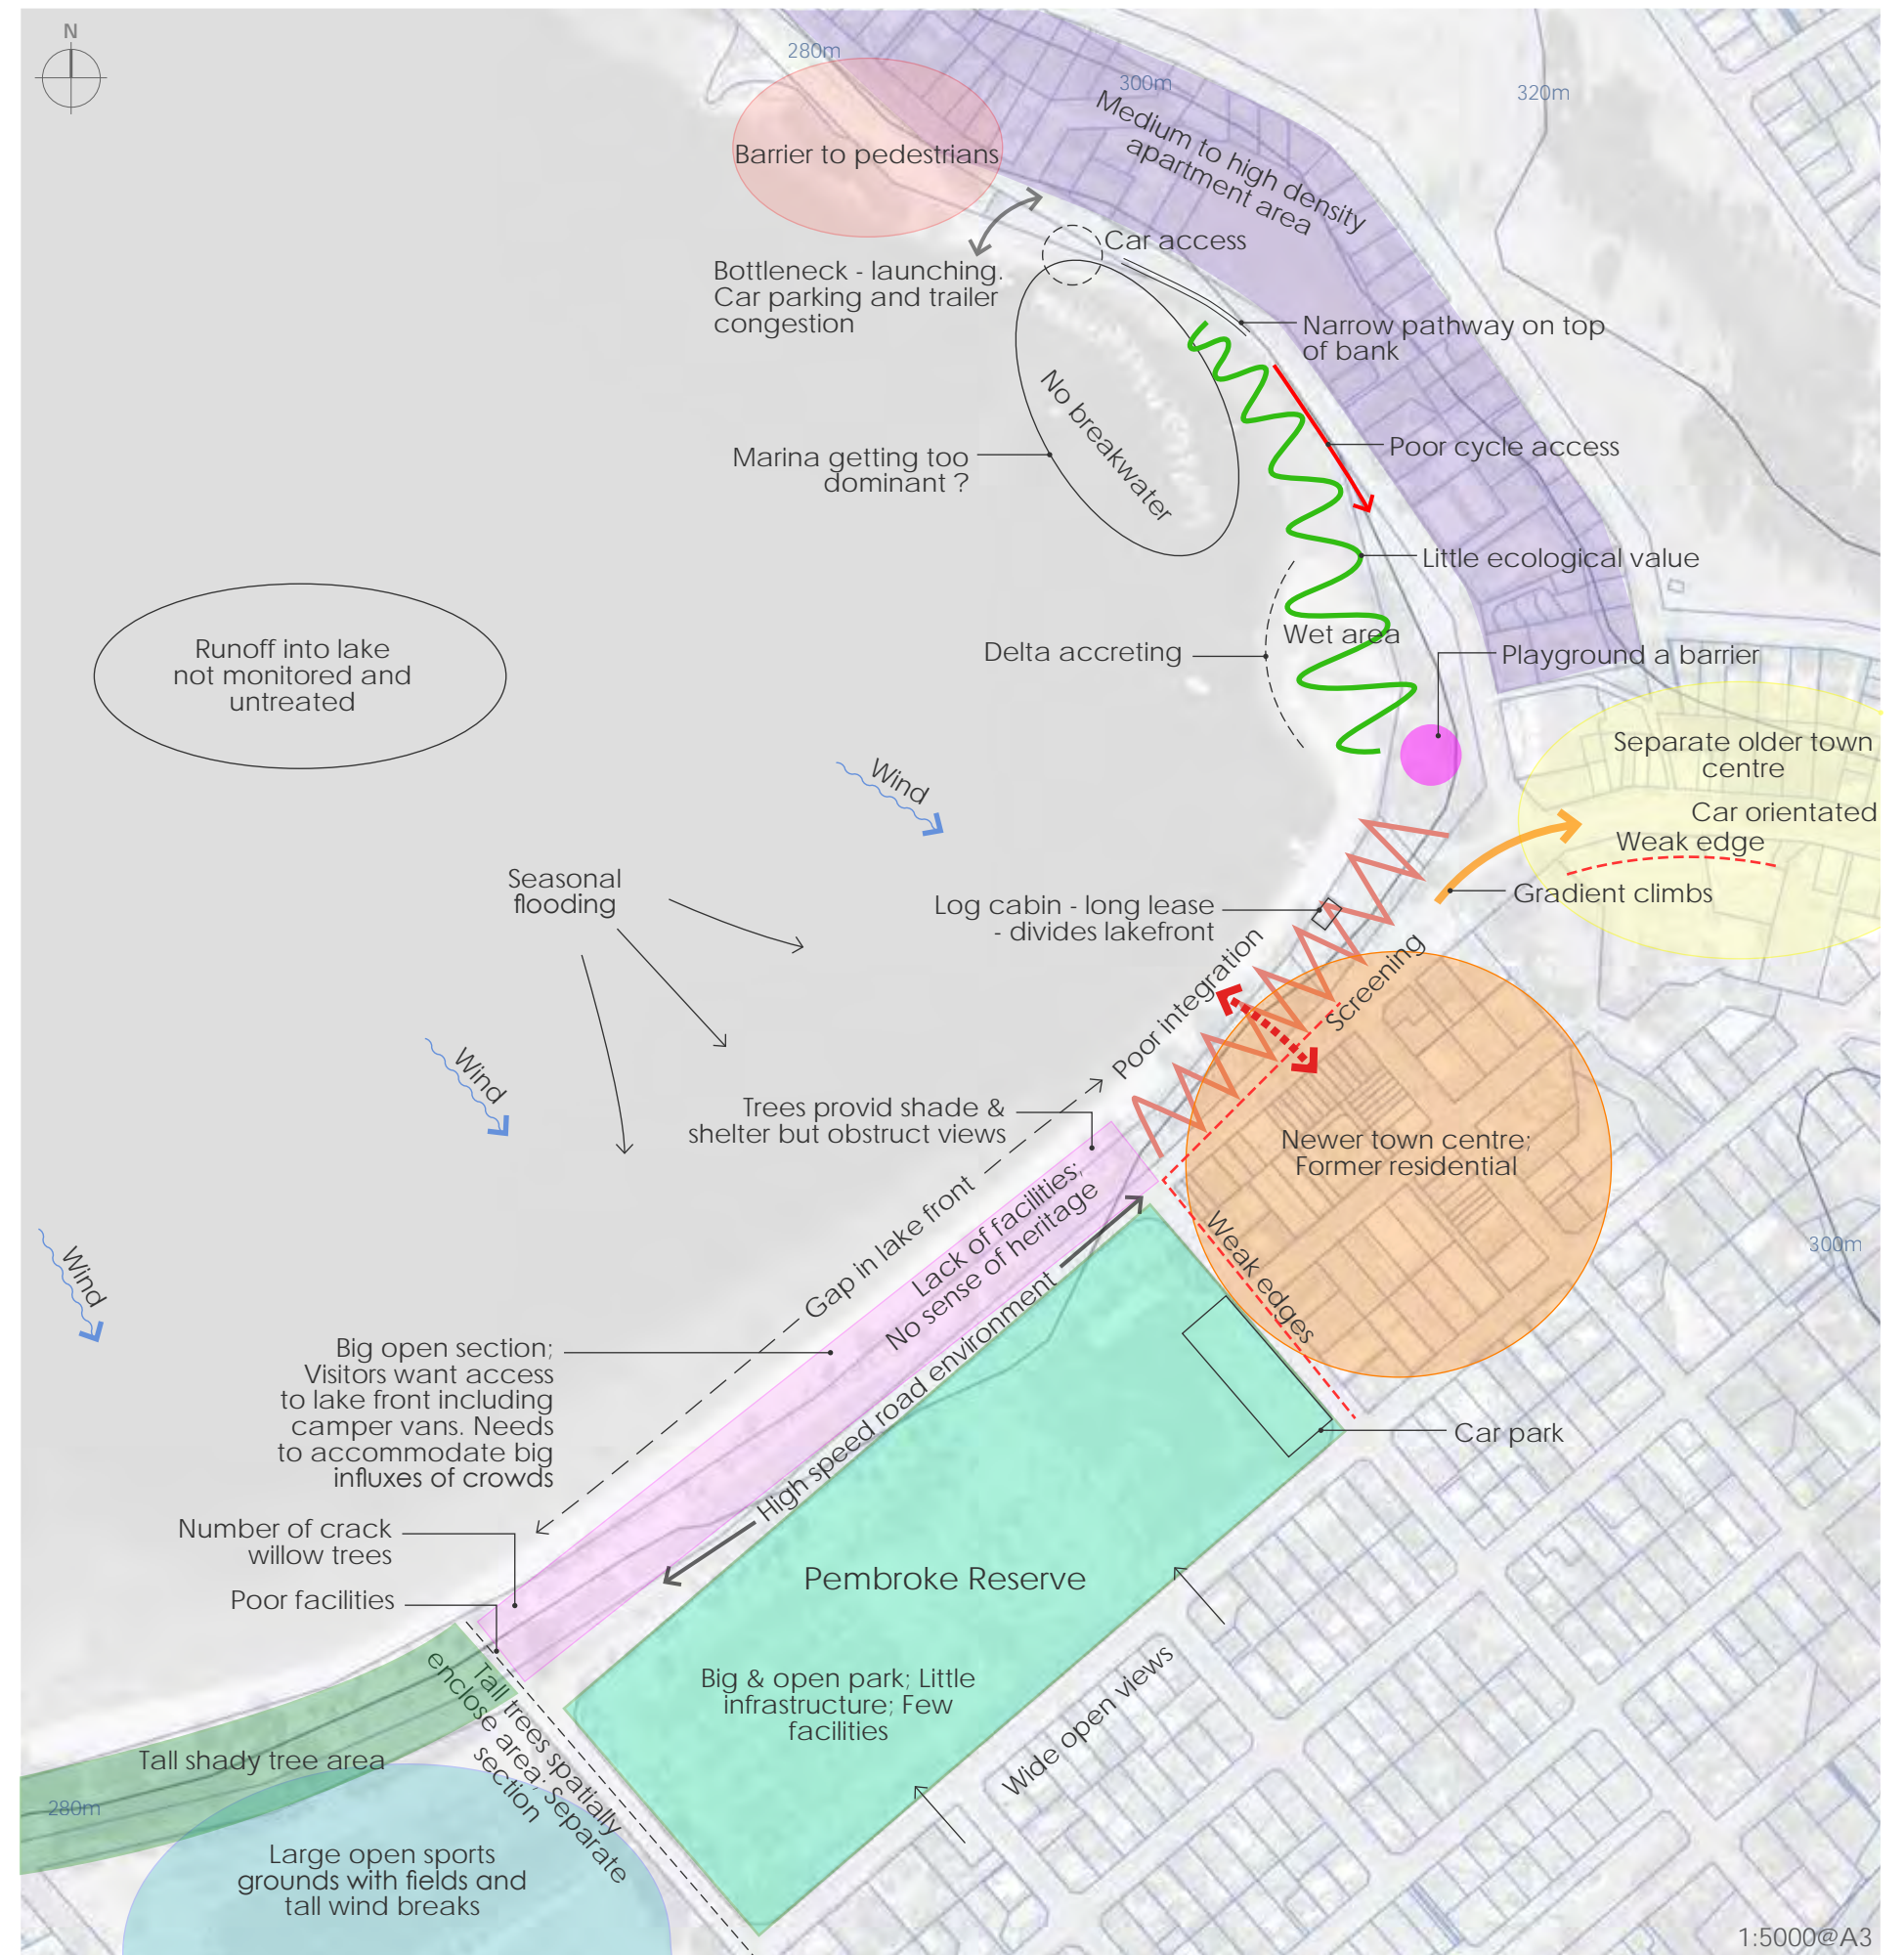 N
280m
300m
320m
Medium to high density
apartment area
Barrier to pedestrians
Car access
Bottleneck - launching.
Car parking and trailer
congestion
Narrow pathway on top
of bank
No breakwater
Marina getting too
dominant ?
Poor cycle access
Little ecological value
Runoff into lake
not monitored and
untreated
Wet area
Delta accreting
Playground a barrier
Separate older town
centre
Car orientated
Weak edge
Gradient climbs
Wind
Seasonal
flooding
Log cabin - long lease
- divides lakefront
Poor integration
Screening
Wind
Trees provid shade &
shelter but obstruct views
Newer town centre;
Former residential
Lack of facilities;
No sense of heritage
Gap in lake front
Weak edges
300m
Wind
High speed road environment
Big open section;
Visitors want access
to lake front including
camper vans. Needs
to accommodate big
influxes of crowds
Car park
Number of crack
willow trees
Poor facilities
Pembroke Reserve
Big & open park; Little
infrastructure; Few
facilities
Wide open views
Tall trees spatially
enclose area; Separate
section
Tall shady tree area
280m
Large open sports
grounds with fields and
tall wind breaks
1:5000@A3